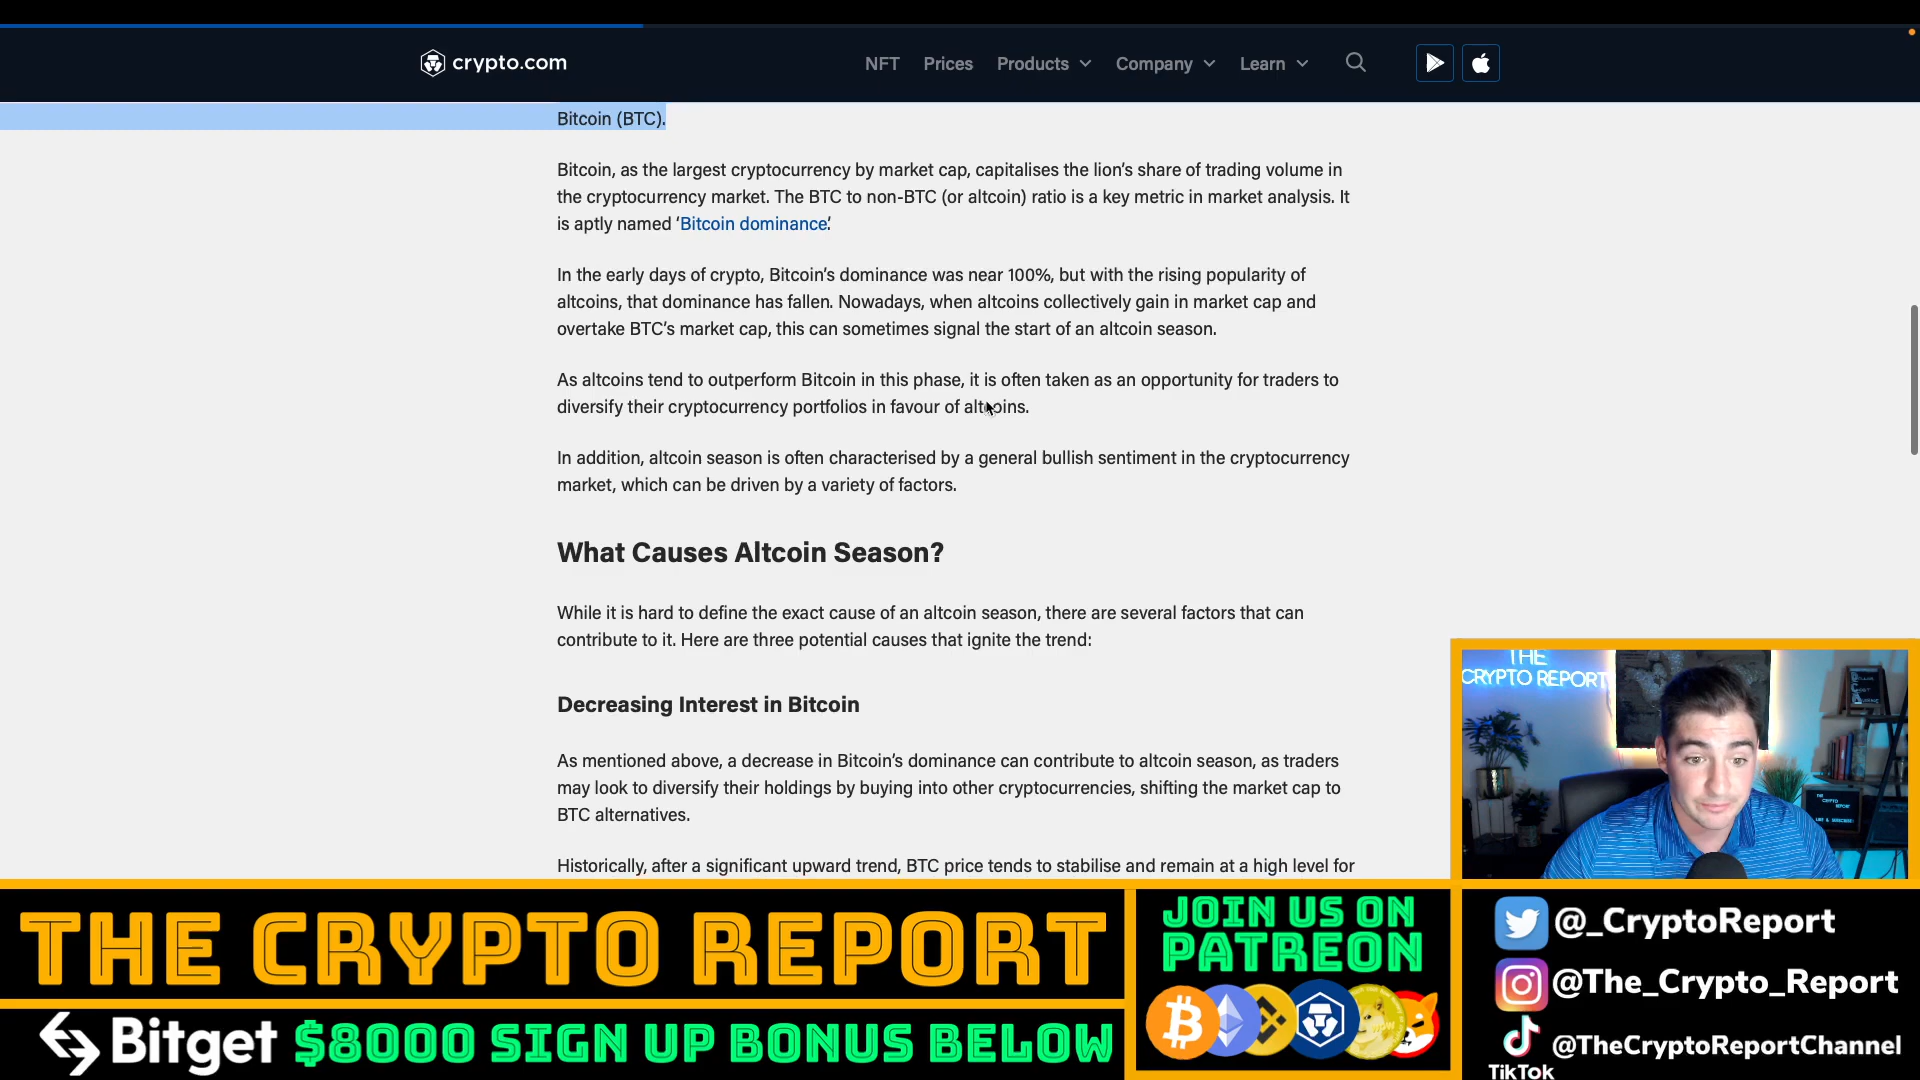 crypto.com
NFT Prices Products Company Learn
Bitcoin (BTC).
Bitcoin, as the largest cryptocurrency by market cap, capitalises the lion’s share of trading volume in
the cryptocurrency market. The BTC to non-BTC (or altcoin) ratio is a key metric in market analysis. It
is aptly named ‘Bitcoin dominance’.
In the early days of crypto, Bitcoin’s dominance was near 100%, but with the rising popularity of
altcoins, that dominance has fallen. Nowadays, when altcoins collectively gain in market cap and
overtake BTC’s market cap, this can sometimes signal the start of an altcoin season.
As altcoins tend to outperform Bitcoin in this phase, it is often taken as an opportunity for traders to
diversify their cryptocurrency portfolios in favour of altcoins.
In addition, altcoin season is often characterised by a general bullish sentiment in the cryptocurrency
market, which can be driven by a variety of factors.
What Causes Altcoin Season?
While it is hard to define the exact cause of an altcoin season, there are several factors that can
contribute to it. Here are three potential causes that ignite the trend:
Decreasing Interest in Bitcoin
As mentioned above, a decrease in Bitcoin’s dominance can contribute to altcoin season, as traders
may look to diversify their holdings by buying into other cryptocurrencies, shifting the market cap to
BTC alternatives.
Historically, after a significant upward trend, BTC price tends to stabilise and remain at a high level for
THE
CRYPTO REPORT
THE CRYPTO REPORT
Bitget $8000 SIGN UP BONUS BELOW
JOIN US ON
PATREON
@_CryptoReport
@The_Crypto_Report
@TheCryptoReportChannel
TikTok